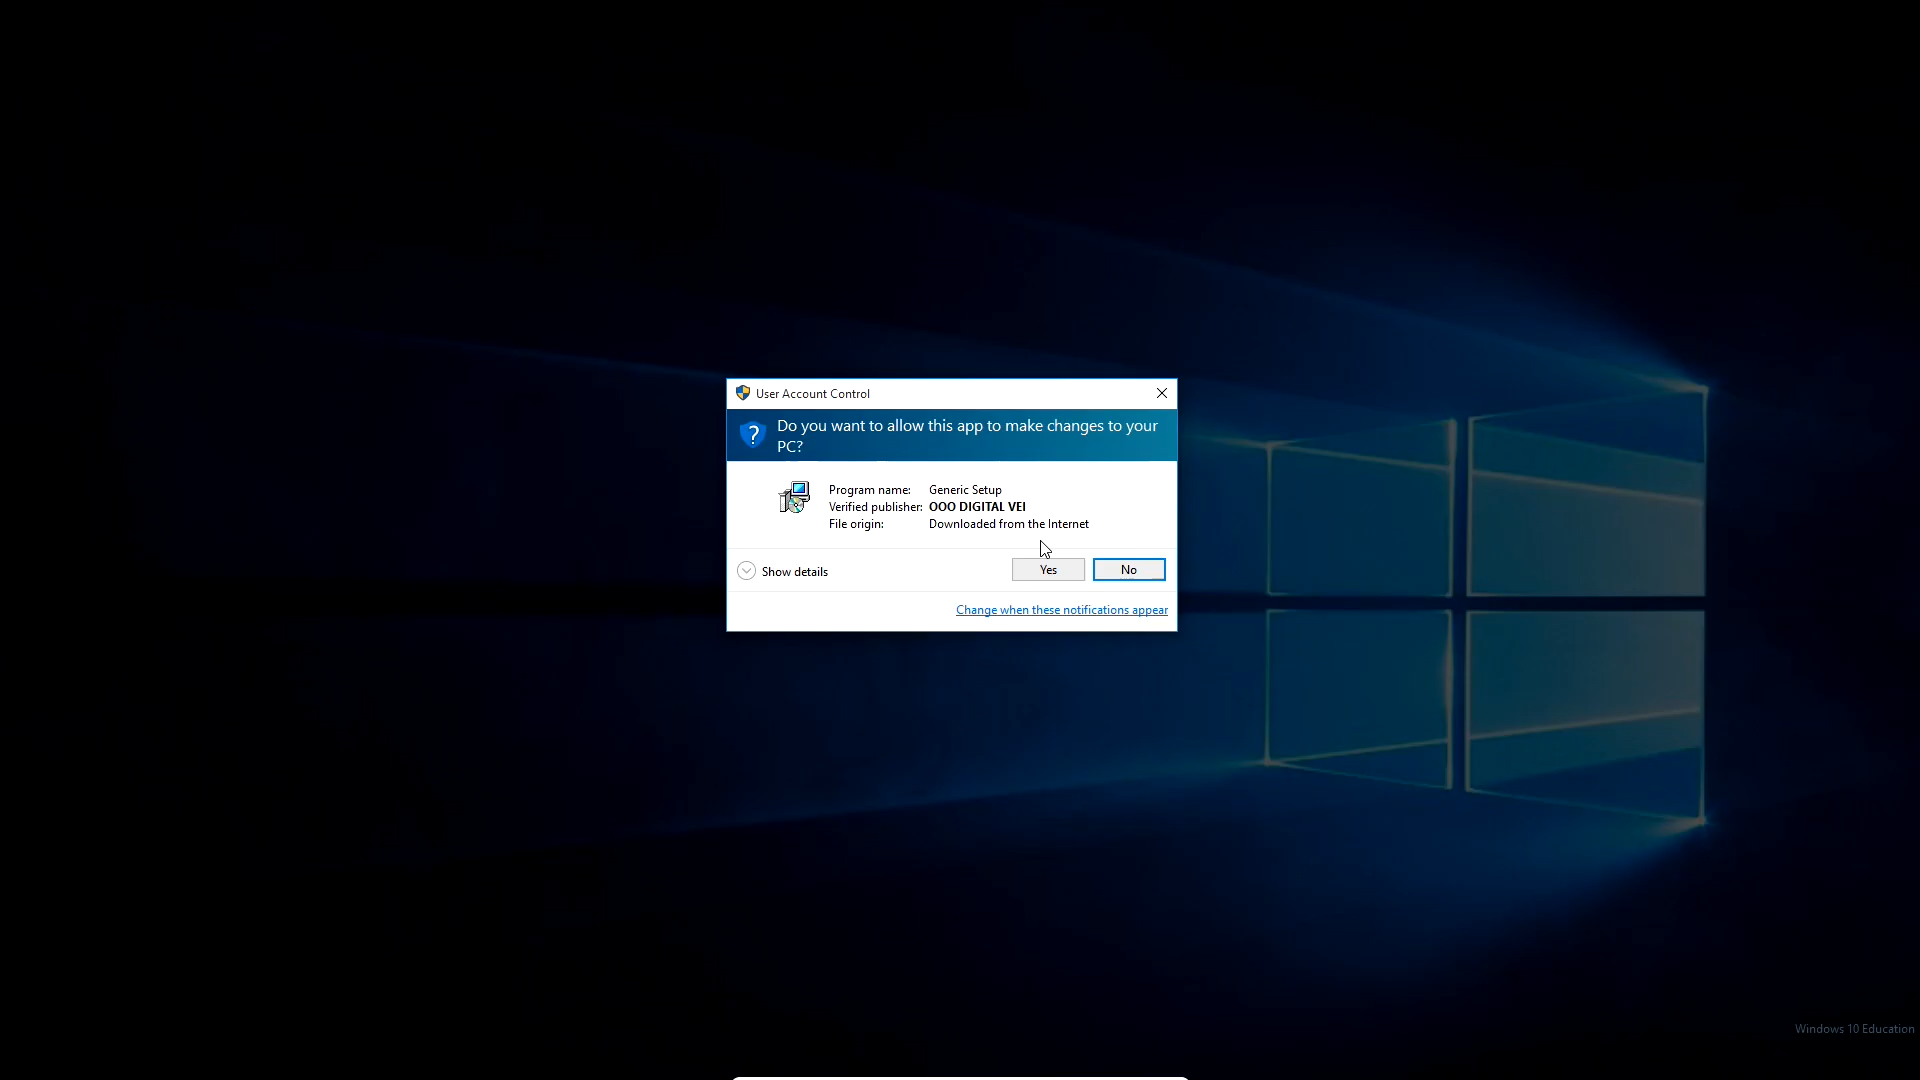 User Account Control
Do you want to allow this app to make changes to your
PC?
Program name: Generic Setup
Verified publisher: OOO DIGITAL VEI
File origin: Downloaded from the Internet
Show details
Yes
No
Change when these notifications appear
Windows 10 Education